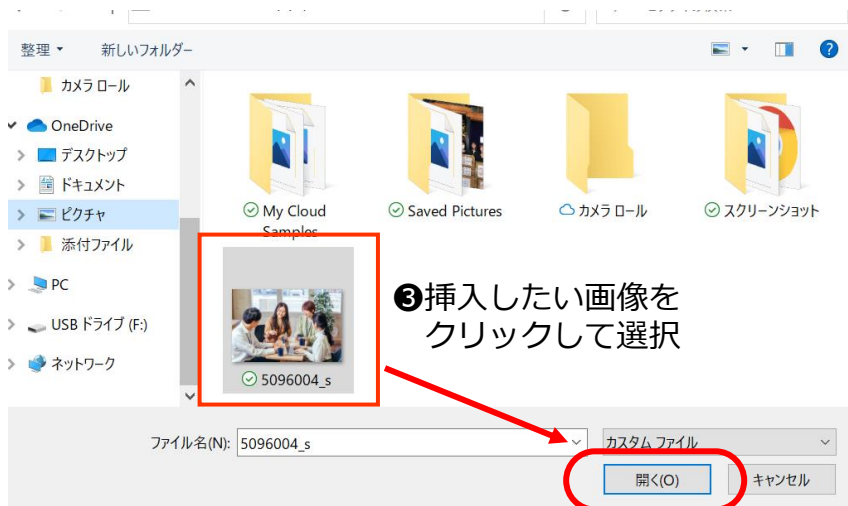 整理 新しいフォルダー
カメラ ロール
OneDrive
デスクトップ
ドキュメント
ピクチャ
添付ファイル
PC
USB ドライブ (F:)
ネットワーク
My Cloud
Samples
Saved Pictures
カメラ ロール
スクリーンショット
5096004_s
❸挿入したい画像を
クリックして選択
ファイル名(N): 5096004_s
カスタム ファイル
開く(O)
キャンセル